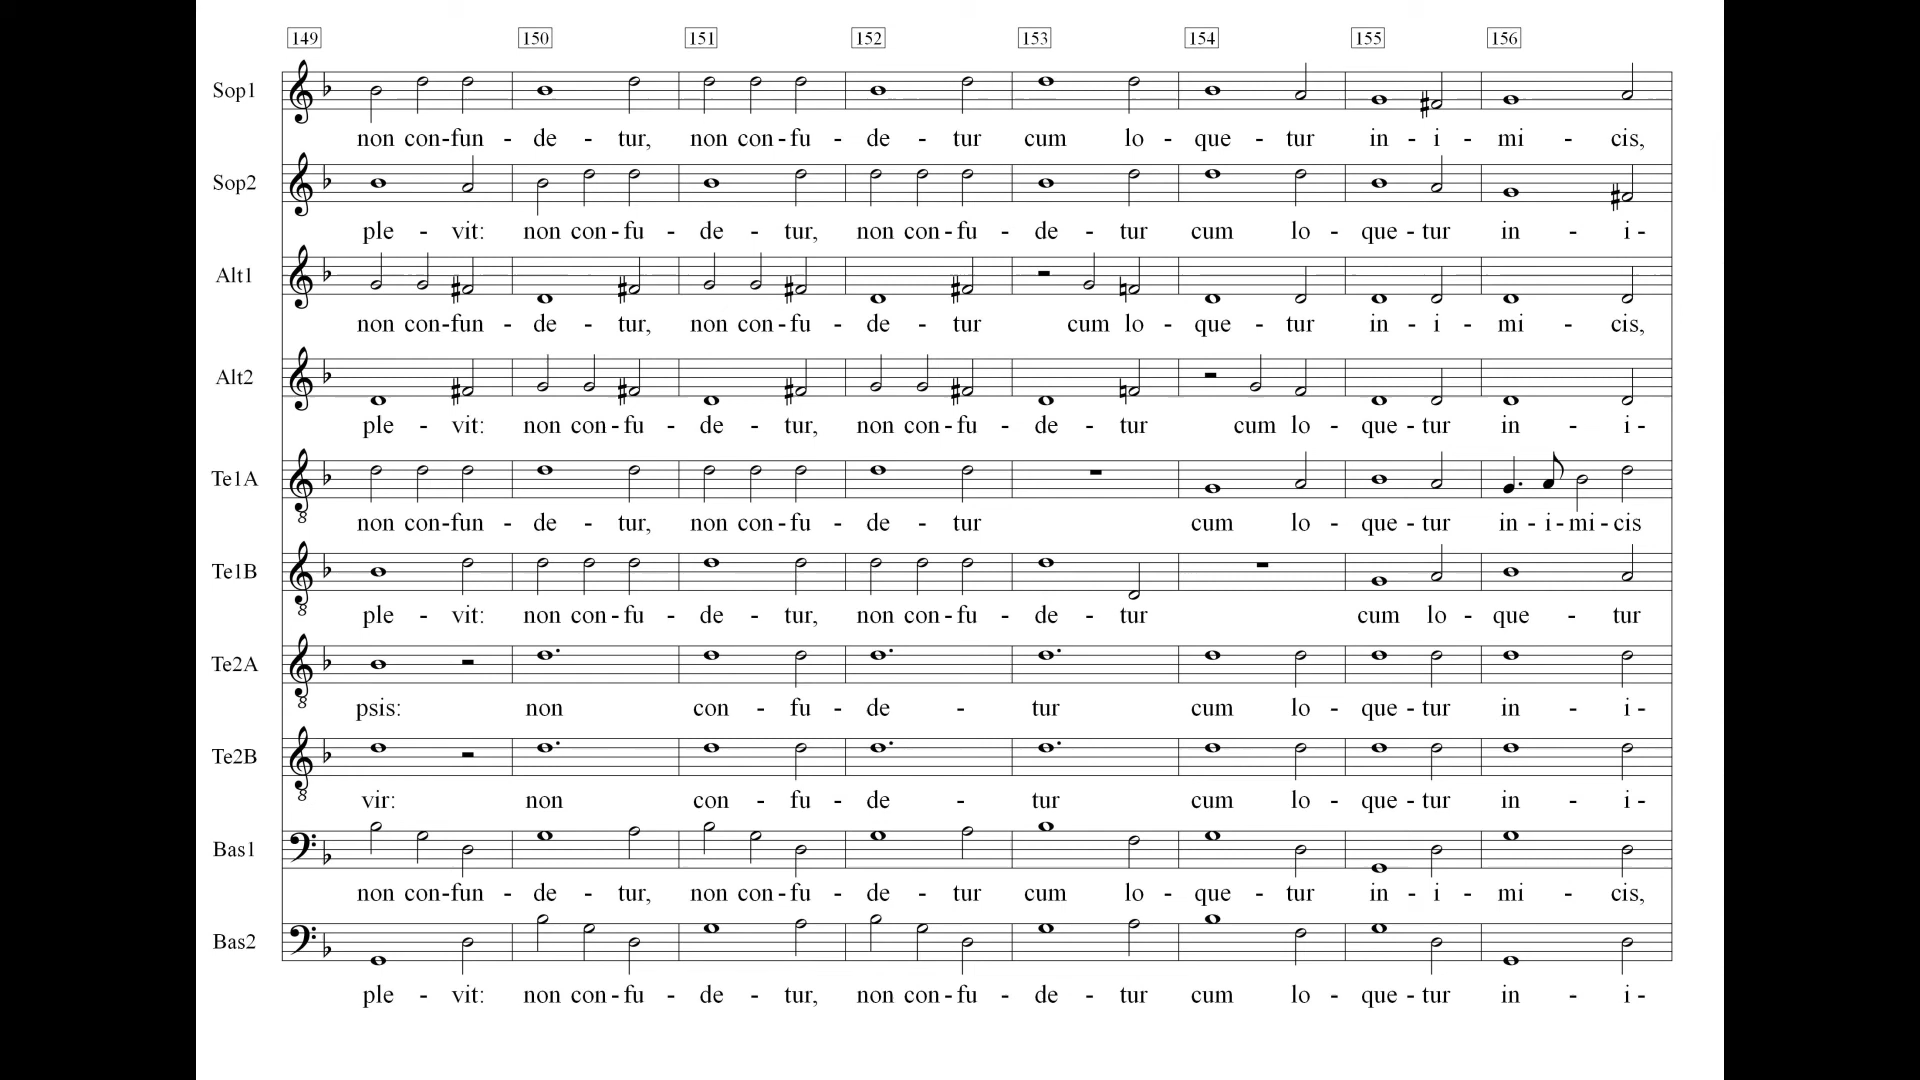 149 150 151 152 153 154 155 156
Sop1
non con-fun - de - tur, non con-fu - de - tur cum lo - que - tur in - i - mi - cis,
Sop2
ple - vit: non con-fu - de - tur, non con-fu - de - tur cum lo - que - tur in - i -
Alt1
non con-fun - de - tur, non con-fu - de - tur cum lo - que - tur in - i - mi - cis,
Alt2
ple - vit: non con-fu - de - tur, non con-fu - de - tur cum lo - que - tur in - i -
Te1A
8
non con-fun - de - tur, non con-fu - de - tur cum lo - que - tur in - i - mi - cis
Te1B
8
ple - vit: non con-fu - de - tur, non con-fu - de - tur cum lo - que - tur
Te2A
8
psis: non con - fu - de - tur cum lo - que - tur in - i -
Te2B
8
vir: non con - fu - de - tur cum lo - que - tur in - i -
Bas1
non con-fun - de - tur, non con-fu - de - tur cum lo - que - tur in - i - mi - cis,
Bas2
ple - vit: non con-fu - de - tur, non con-fu - de - tur cum lo - que - tur in - i -